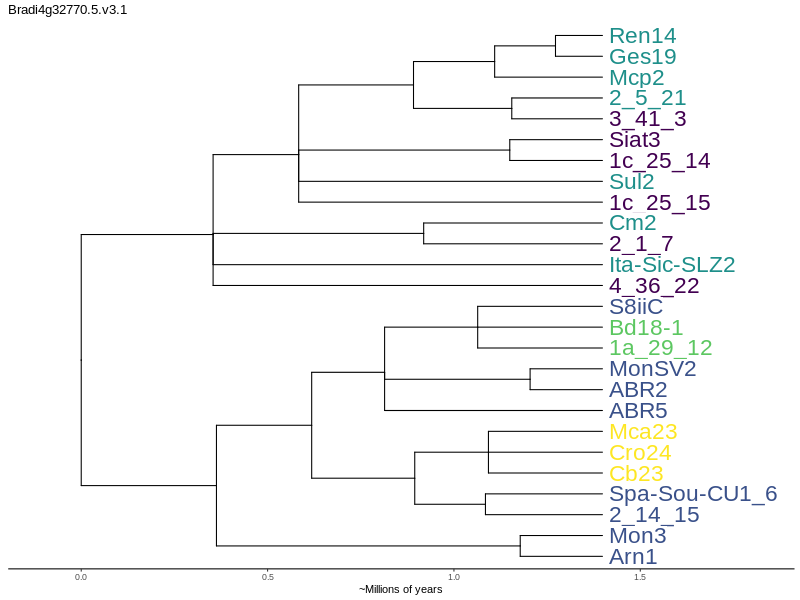 Bradi4g32770.5.v3.1
Ren14
Ges19
Mcp2
2_5_21
3_41_3
Siat3
1c_25_14
Sul2
1c_25_15
Cm2
2_1_7
Ita-Sic-SLZ2
4_36_22
S8iiC
Bd18-1
1a_29_12
MonSV2
ABR2
ABR5
Mca23
Cro24
Cb23
Spa-Sou-CU1_6
2_14_15
Mon3
Arn1
0.0 0.5 1.0 1.5
~Millions of years